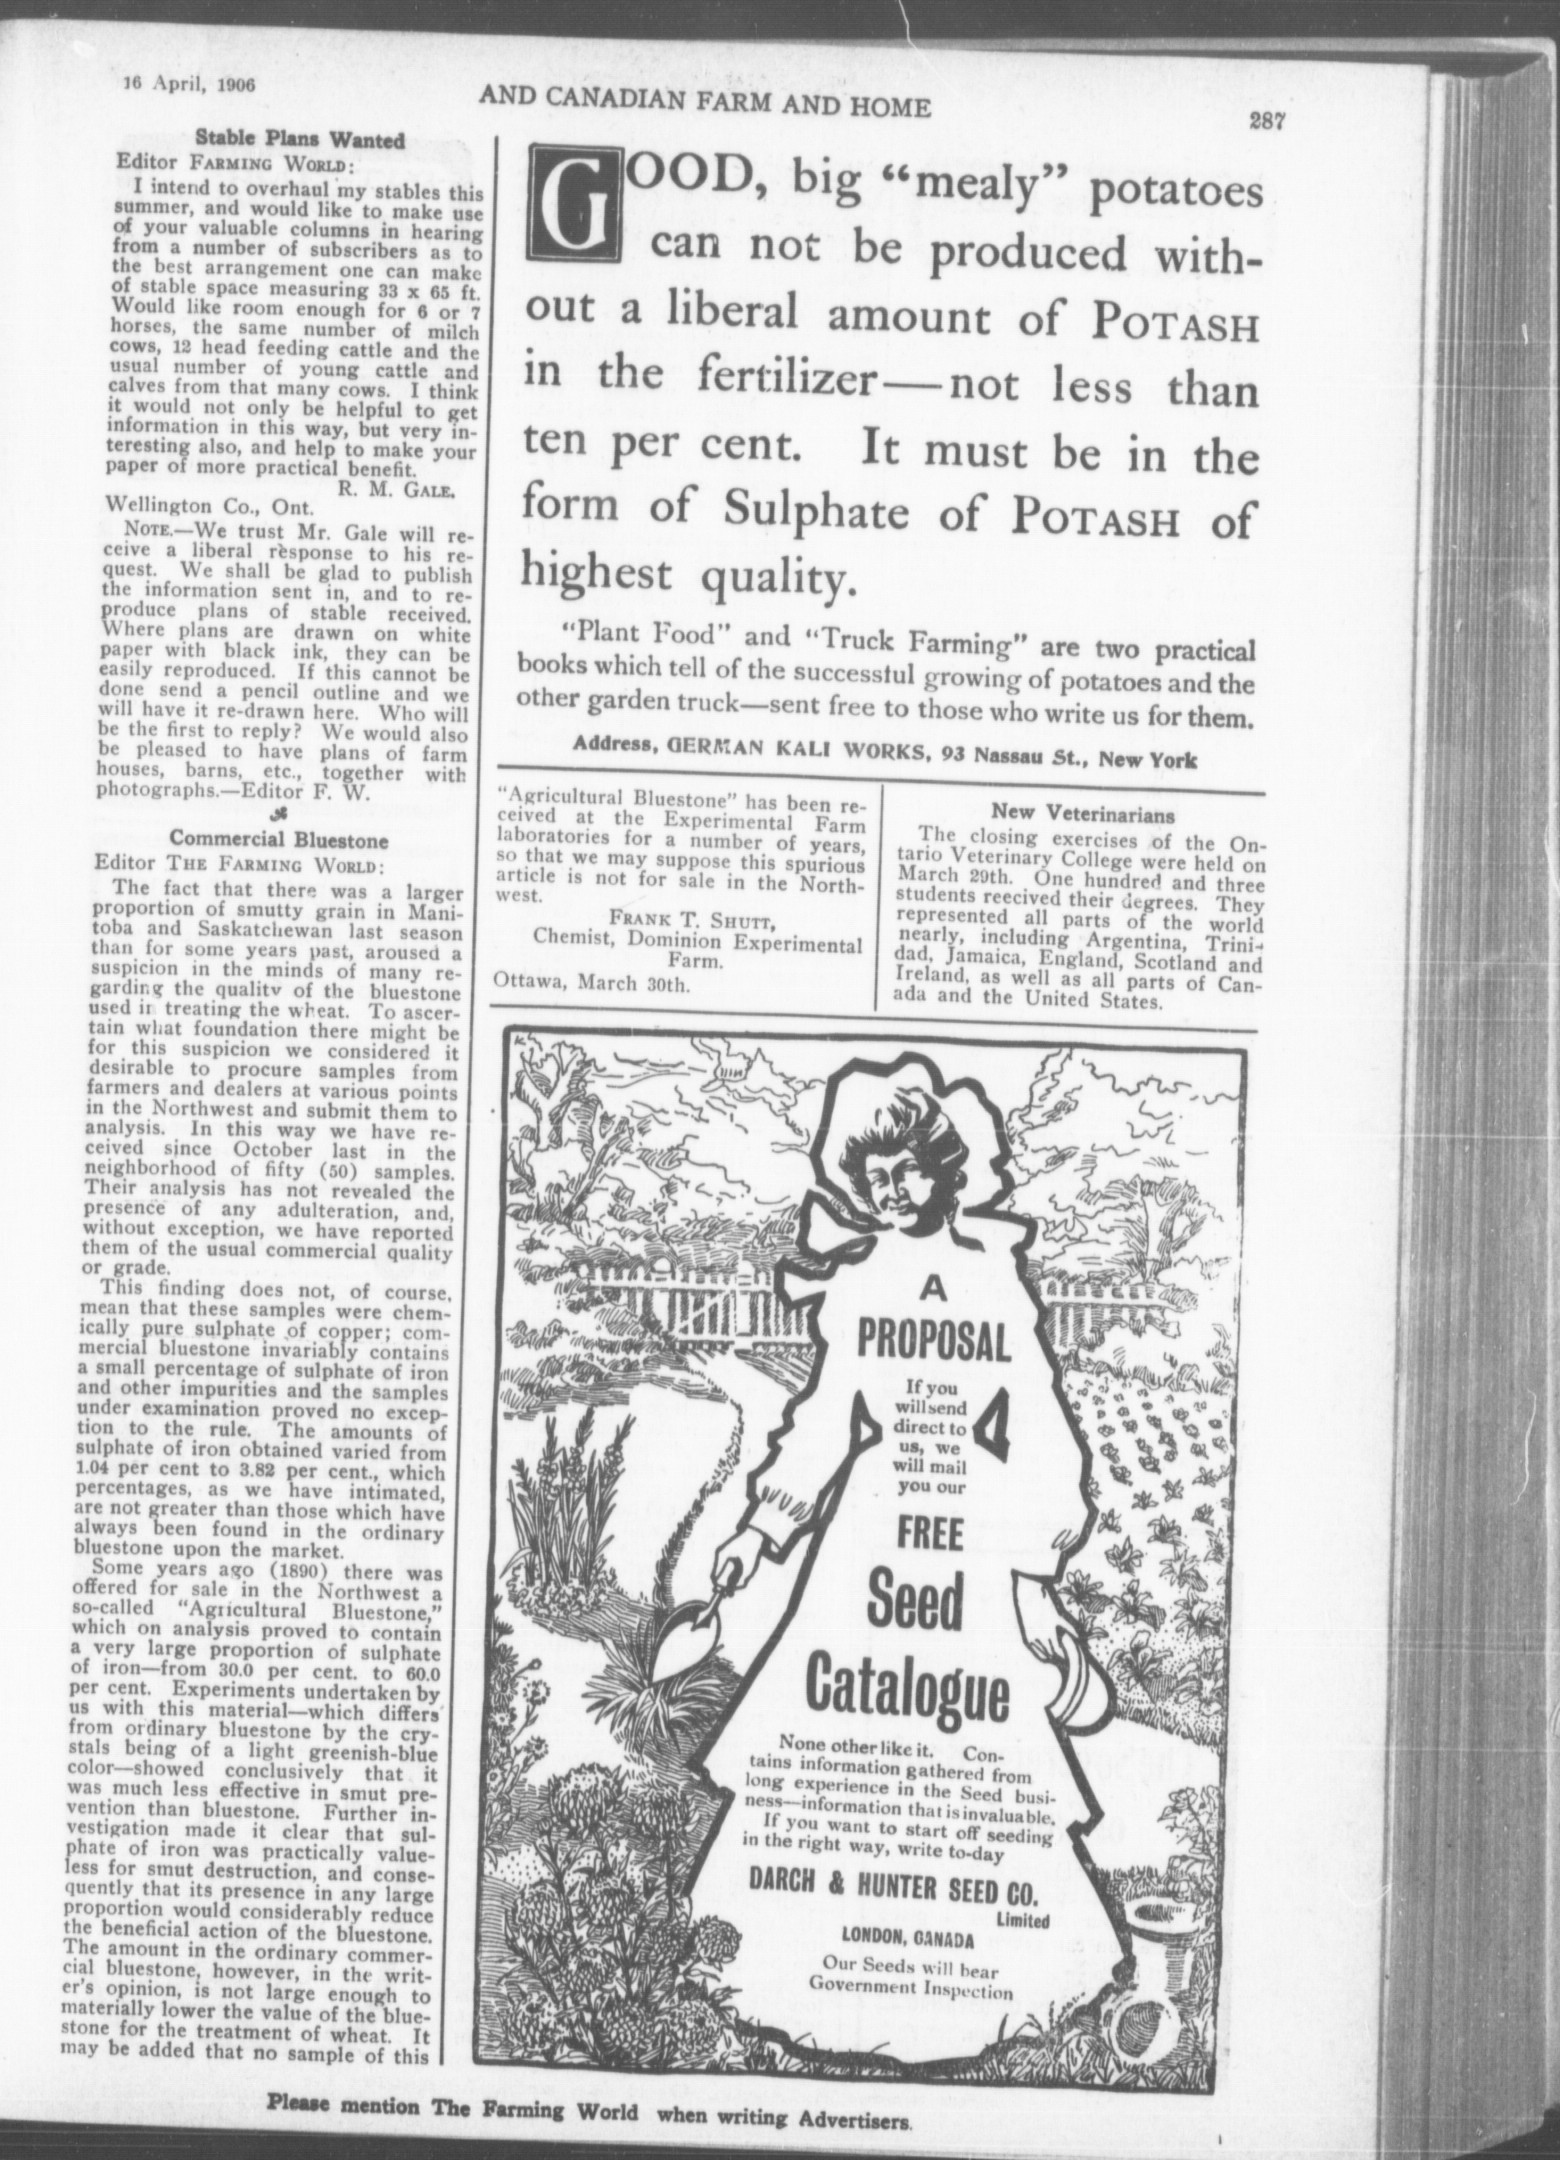 16 April, 1906
AND CANADIAN FARM AND HOME
287
Stable Plans Wanted
Editor FARMING WORLD:
I intend to overhaul my stables this
summer, and would like to make use
of your valuable columns in hearing
from a number of subscribers as to
the best arrangement one can make
of stable space measuring 33 x 65 ft.
Would like room enough for 6 or 7
horses, the same number of milch
cows, 12 head feeding cattle and the
usual number of young cattle and
calves from that many cows. I think
it would not only be helpful to get
information in this way, but very in-
teresting also, and help to make your
paper of more practical benefit.
R. M. GALE.
Wellington Co., Ont.
NOTE.—We trust Mr. Gale will re-
ceive a liberal response to his re-
quest. We shall be glad to publish
the information sent in, and to re-
produce plans of stable received.
Where plans are drawn on white
paper with black ink, they can be
easily reproduced. If this cannot be
done send a pencil outline and we
will have it re-drawn here. Who will
be the first to reply? We would also
be pleased to have plans of farm
houses, barns, etc., together with
photographs.—Editor F. W.
Commercial Bluestone
Editor THE FARMING WORLD:
The fact that there was a larger
proportion of smutty grain in Mani-
toba and Saskatchewan last season
than for some years past, aroused a
suspicion in the minds of many re-
garding the quality of the bluestone
used in treating the wheat. To ascer-
tain what foundation there might be
for this suspicion we considered it
desirable to procure samples from
farmers and dealers at various points
in the Northwest and submit them to
analysis. In this way we have re-
ceived since October last in the
neighborhood of fifty (50) samples.
Their analysis has not revealed the
presence of any adulteration, and,
without exception, we have reported
them of the usual commercial quality
or grade.
This finding does not, of course,
mean that these samples were chem-
ically pure sulphate of copper; com-
mercial bluestone invariably contains
a small percentage of sulphate of iron
and other impurities and the samples
under examination proved no excep-
tion to the rule. The amounts of
sulphate of iron obtained varied from
1.04 per cent to 3.82 per cent., which
percentages, as we have intimated,
are not greater than those which have
always been found in the ordinary
bluestone upon the market.
Some years ago (1890) there was
offered for sale in the Northwest a
so-called "Agricultural Bluestone,"
which on analysis proved to contain
a very large proportion of sulphate
of iron—from 30.0 per cent. to 60.0
per cent. Experiments undertaken by
us with this material—which differs
from ordinary bluestone by the cry-
stals being of a light greenish-blue
color—showed conclusively that it
was much less effective in smut pre-
vention than bluestone. Further in-
vestigation made it clear that sul-
phate of iron was practically value-
less for smut destruction, and conse-
quently that its presence in any large
proportion would considerably reduce
the beneficial action of the bluestone.
The amount in the ordinary commer-
cial bluestone, however, in the writ-
er's opinion, is not large enough to
materially lower the value of the blue-
stone for the treatment of wheat. It
may be added that no sample of this
GOOD, big "mealy" potatoes
can not be produced with-
out a liberal amount of POTASH
in the fertilizer—not less than
ten per cent. It must be in the
form of Sulphate of POTASH of
highest quality.
"Plant Food" and "Truck Farming" are two practical
books which tell of the successful growing of potatoes and the
other garden truck—sent free to those who write us for them.
Address, GERMAN KALI WORKS, 93 Nassau St., New York
"Agricultural Bluestone" has been re-
ceived at the Experimental Farm
laboratories for a number of years,
so that we may suppose this spurious
article is not for sale in the North-
west.
FRANK T. SHUTT,
Chemist, Dominion Experimental
Farm.
Ottawa, March 30th.
New Veterinarians
The closing exercises of the On-
tario Veterinary College were held on
March 29th. One hundred and three
students reecived their degrees. They
represented all parts of the world
nearly, including Argentina, Trini-
dad, Jamaica, England, Scotland and
Ireland, as well as all parts of Can-
ada and the United States.
A
PROPOSAL
If you
will send
direct to
us, we
will mail
you our
FREE
Seed
Catalogue
None other like it. Con-
tains information gathered from
long experience in the Seed busi-
ness—information that is invaluable.
If you want to start off seeding
in the right way, write to-day
DARCH & HUNTER SEED CO.
Limited
LONDON, CANADA
Our Seeds will bear
Government Inspection
Please mention The Farming World when writing Advertisers.